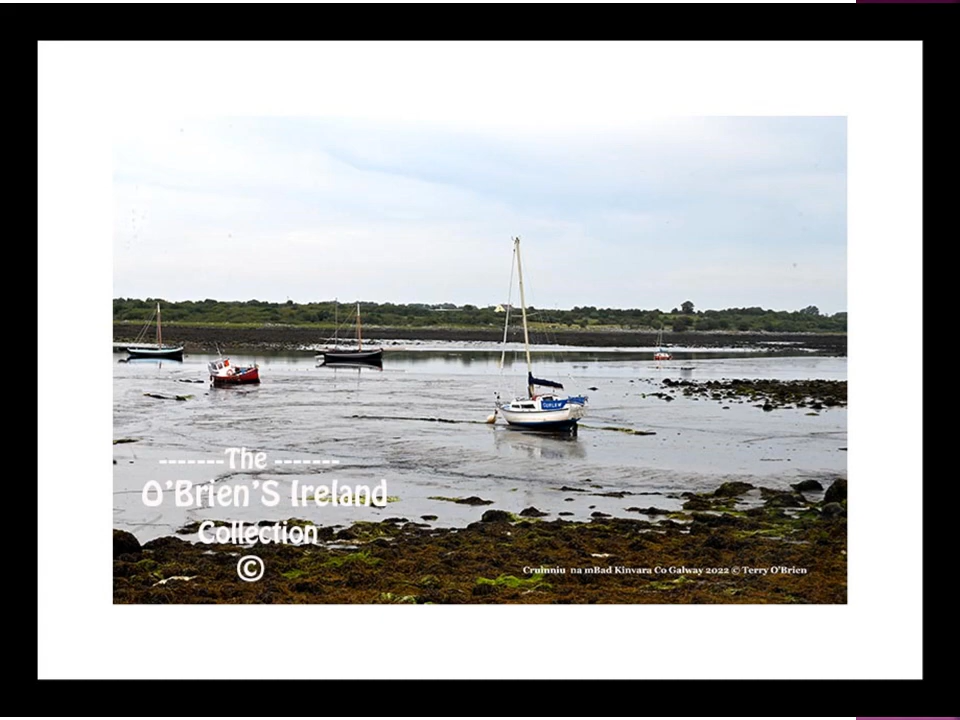 -------The -------
O'Brien'S Ireland
Collection
©
Cruinniu na mBad Kinvara Co Galway 2022 © Terry O'Brien